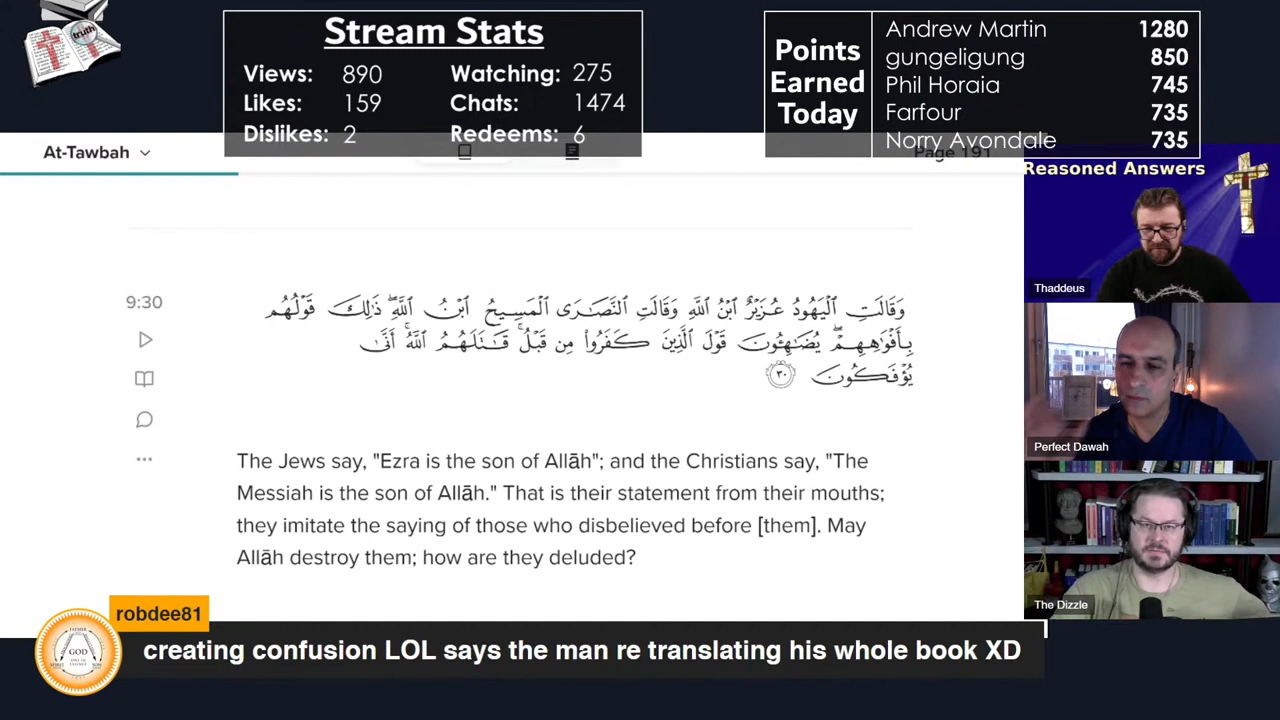 truth
Stream Stats
Views: 890
Watching: 275
Likes: 159
Chats: 1474
Dislikes: 2
Redeems: 6
Points
Earned
Today
Andrew Martin 1280
gungeligung 850
Phil Horaia 745
Farfour 735
Norry Avondale 735
At-Tawbah
Page 191
Reasoned Answers
Thaddeus
Perfect Dawah
The Dizzle
9:30
وَقَالَتِ ٱلْيَهُودُ عُزَيْرٌ ٱبْنُ ٱللَّهِ وَقَالَتِ ٱلنَّصَـٰرَى ٱلْمَسِيحُ ٱبْنُ ٱللَّهِ ۖ ذَٰلِكَ قَوْلُهُم
بِأَفْوَٰهِهِمْ ۖ يُضَـٰهِـُٔونَ قَوْلَ ٱلَّذِينَ كَفَرُوا۟ مِن قَبْلُ ۚ قَـٰتَلَهُمُ ٱللَّهُ ۚ أَنَّىٰ
يُؤْفَكُونَ ٣٠
The Jews say, "Ezra is the son of Allāh"; and the Christians say, "The
Messiah is the son of Allāh." That is their statement from their mouths;
they imitate the saying of those who disbelieved before [them]. May
Allāh destroy them; how are they deluded?
robdee81
creating confusion LOL says the man re translating his whole book XD
GOD